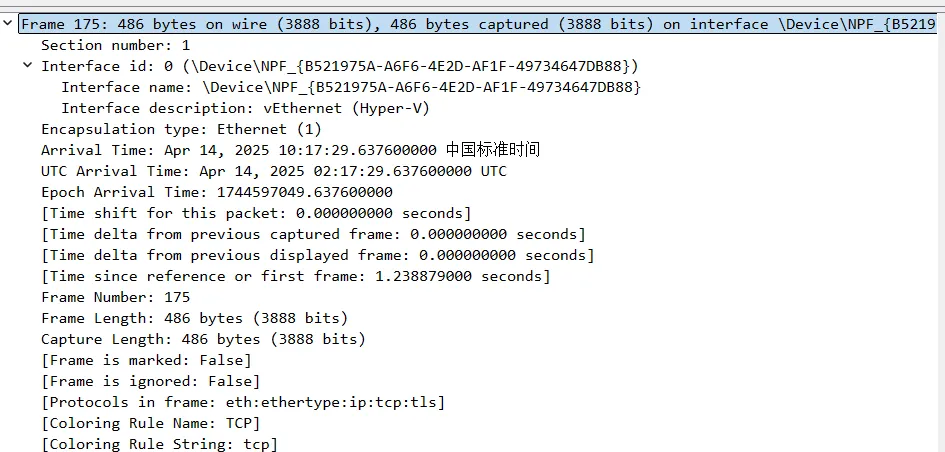 Frame 175: 486 bytes on wire (3888 bits), 486 bytes captured (3888 bits) on interface \Device\NPF_{B5219
Section number: 1
Interface id: 0 (\Device\NPF_{B521975A-A6F6-4E2D-AF1F-49734647DB88})
Interface name: \Device\NPF_{B521975A-A6F6-4E2D-AF1F-49734647DB88}
Interface description: vEthernet (Hyper-V)
Encapsulation type: Ethernet (1)
Arrival Time: Apr 14, 2025 10:17:29.637600000 中国标准时间
UTC Arrival Time: Apr 14, 2025 02:17:29.637600000 UTC
Epoch Arrival Time: 1744597049.637600000
[Time shift for this packet: 0.000000000 seconds]
[Time delta from previous captured frame: 0.000000000 seconds]
[Time delta from previous displayed frame: 0.000000000 seconds]
[Time since reference or first frame: 1.238879000 seconds]
Frame Number: 175
Frame Length: 486 bytes (3888 bits)
Capture Length: 486 bytes (3888 bits)
[Frame is marked: False]
[Frame is ignored: False]
[Protocols in frame: eth:ethertype:ip:tcp:tls]
[Coloring Rule Name: TCP]
[Coloring Rule String: tcp]